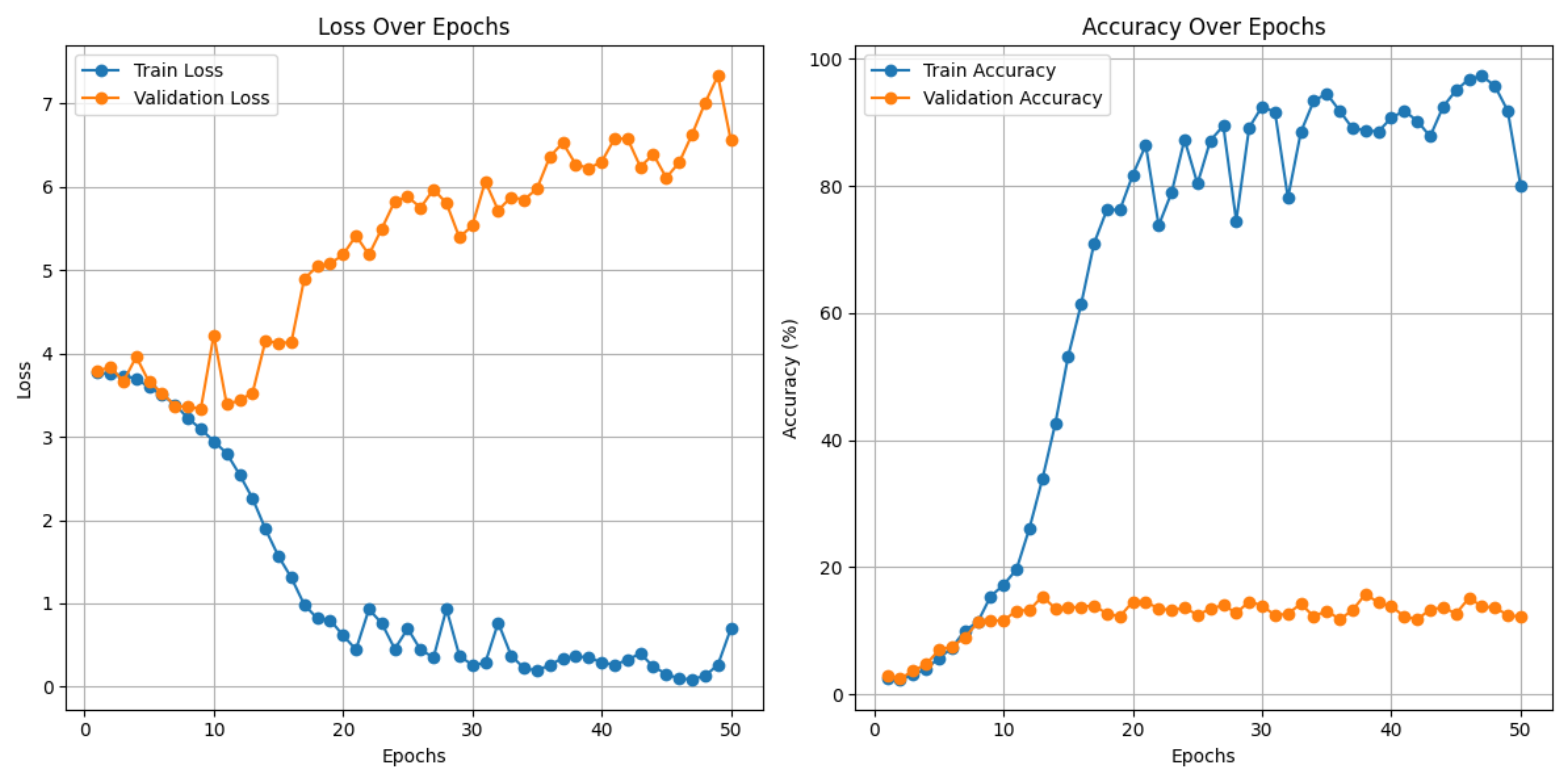 Loss Over Epochs
Train Loss
Validation Loss
7
6
5
4
3
2
1
0
Loss
0 10 20 30 40 50
Epochs
Accuracy Over Epochs
Train Accuracy
Validation Accuracy
100
80
60
40
20
0
Accuracy (%)
0 10 20 30 40 50
Epochs